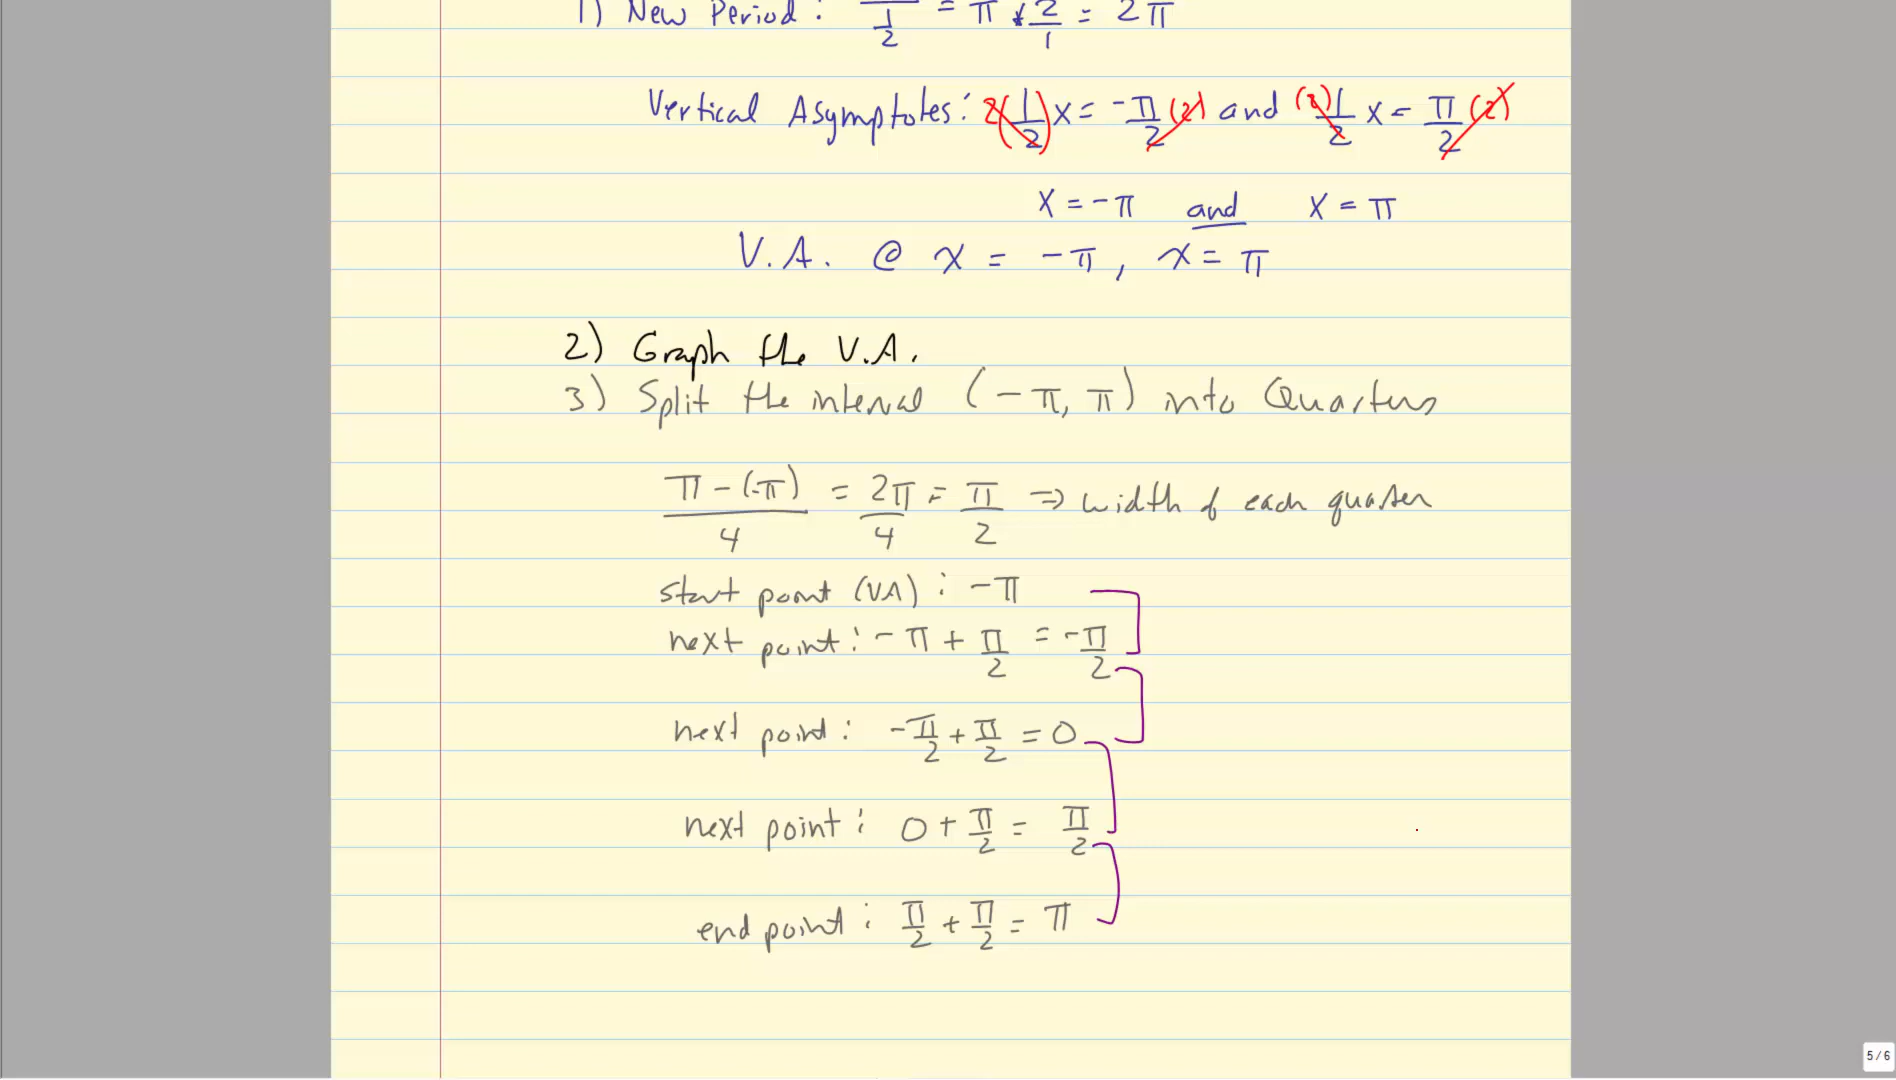 1) New Period: 1/2 = π * 2/1 = 2π
Vertical Asymptotes: 2(1/2)x = -π/2 (2) and (2)1/2 x = π/2 (2)
x = -π and x = π
V.A. @ x = -π, x = π
2) Graph the V.A.
3) Split the interval (-π, π) into Quarters
π-(-π)/4 = 2π/4 = π/2 => width of each quarter
start point (VA): -π
next point: -π + π/2 = -π/2
next point: -π/2 + π/2 = 0
next point: 0 + π/2 = π/2
end point: π/2 + π/2 = π
5 / 6